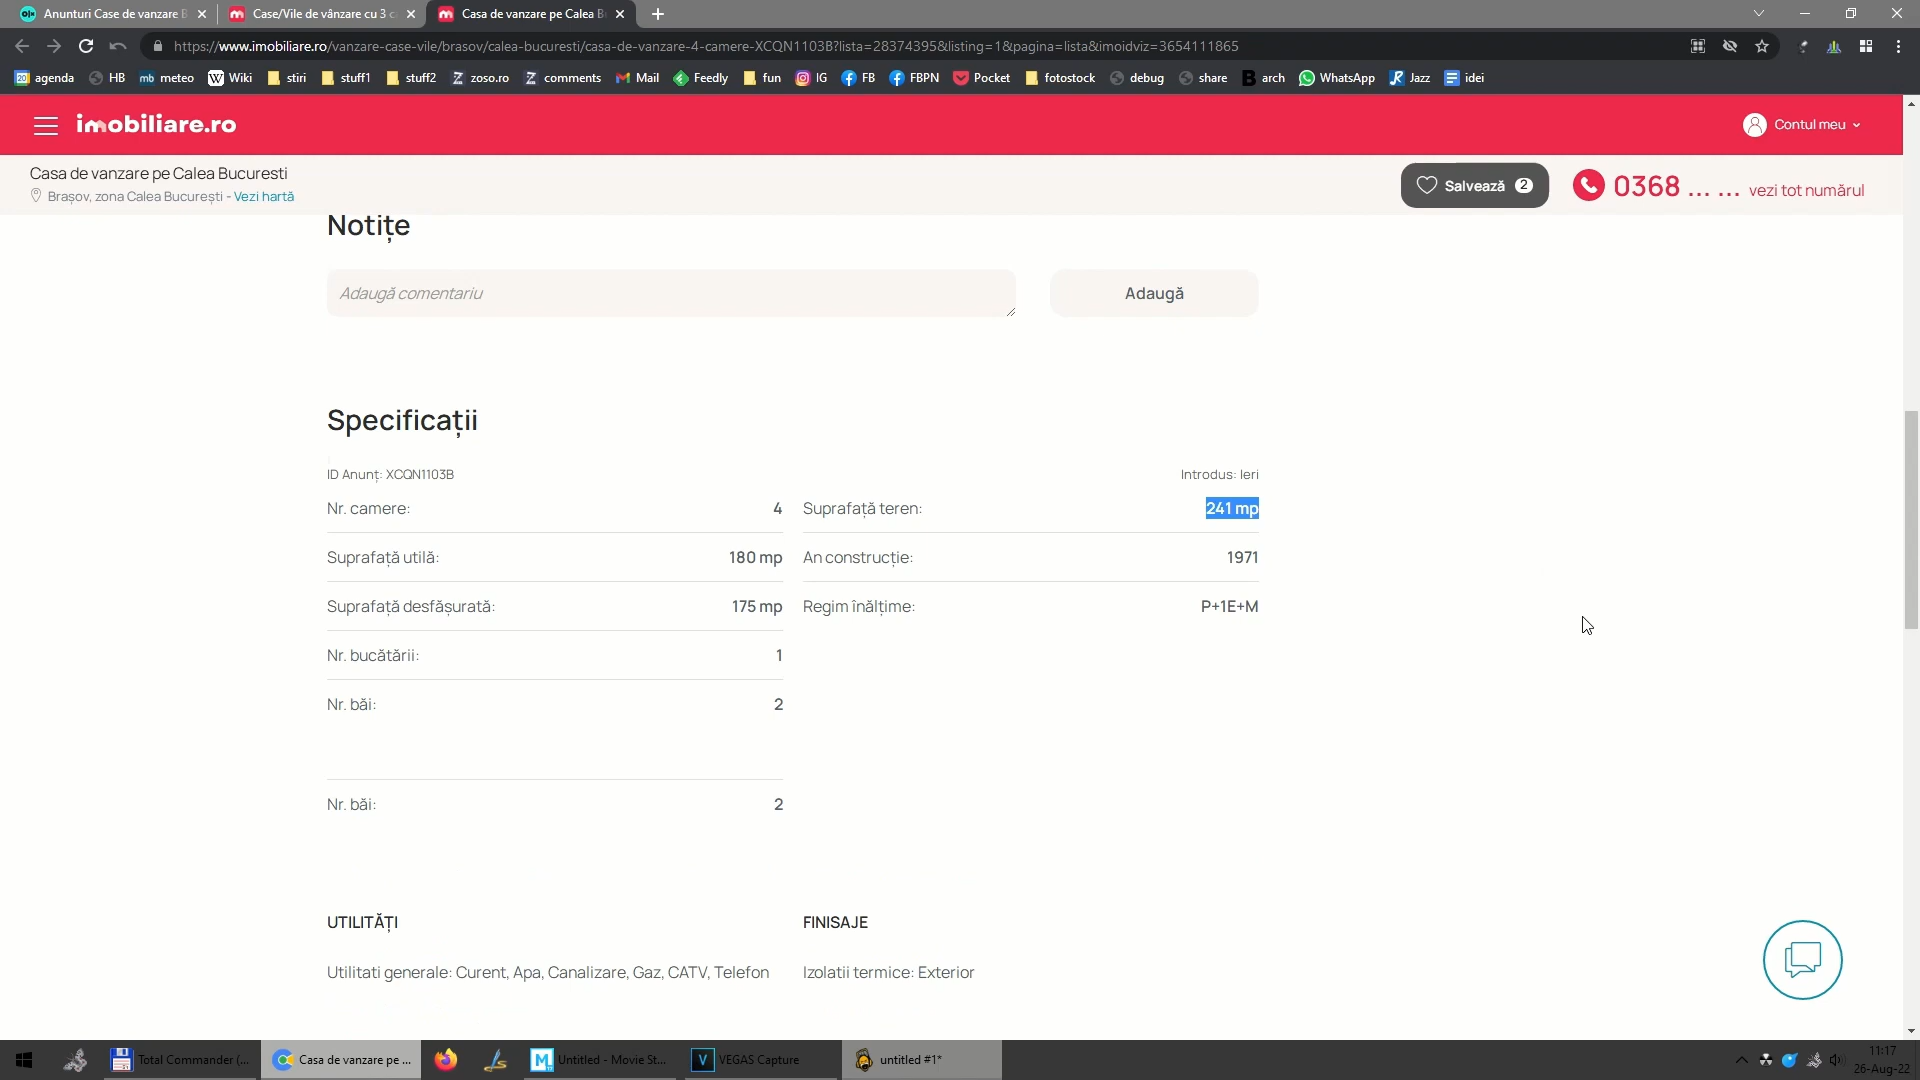 Anunturi Case de vanzare B
Case/Vile de vânzare cu 3 c
Casa de vanzare pe Calea B
https://www.imobiliare.ro/vanzare-case-vile/brasov/calea-bucuresti/casa-de-vanzare-4-camere-XCQN1103B?lista=28374395&listing=1&pagina=lista&imoidviz=3654111865
agenda HB meteo Wiki stiri stuff1 stuff2 zoso.ro comments Mail Feedly fun IG FB FBPN Pocket fotostock debug share arch WhatsApp Jazz idei
imobiliare.ro
Contul meu
Casa de vanzare pe Calea Bucuresti
Brașov, zona Calea București - Vezi hartă
Salvează 2
0368 ... ... vezi tot numărul
Notițe
Adaugă comentariu
Adaugă
Specificații
ID Anunț: XCQN1103B
Introdus: Ieri
Nr. camere: 4
Suprafață teren: 241 mp
Suprafață utilă: 180 mp
An construcție: 1971
Suprafață desfășurată: 175 mp
Regim înălțime: P+1E+M
Nr. bucătării: 1
Nr. băi: 2
Nr. băi: 2
UTILITĂȚI
FINISAJE
Utilitati generale: Curent, Apa, Canalizare, Gaz, CATV, Telefon
Izolatii termice: Exterior
Total Commander (...
Casa de vanzare pe ...
Untitled - Movie St...
VEGAS Capture
untitled #1*
11:17
26-Aug-22